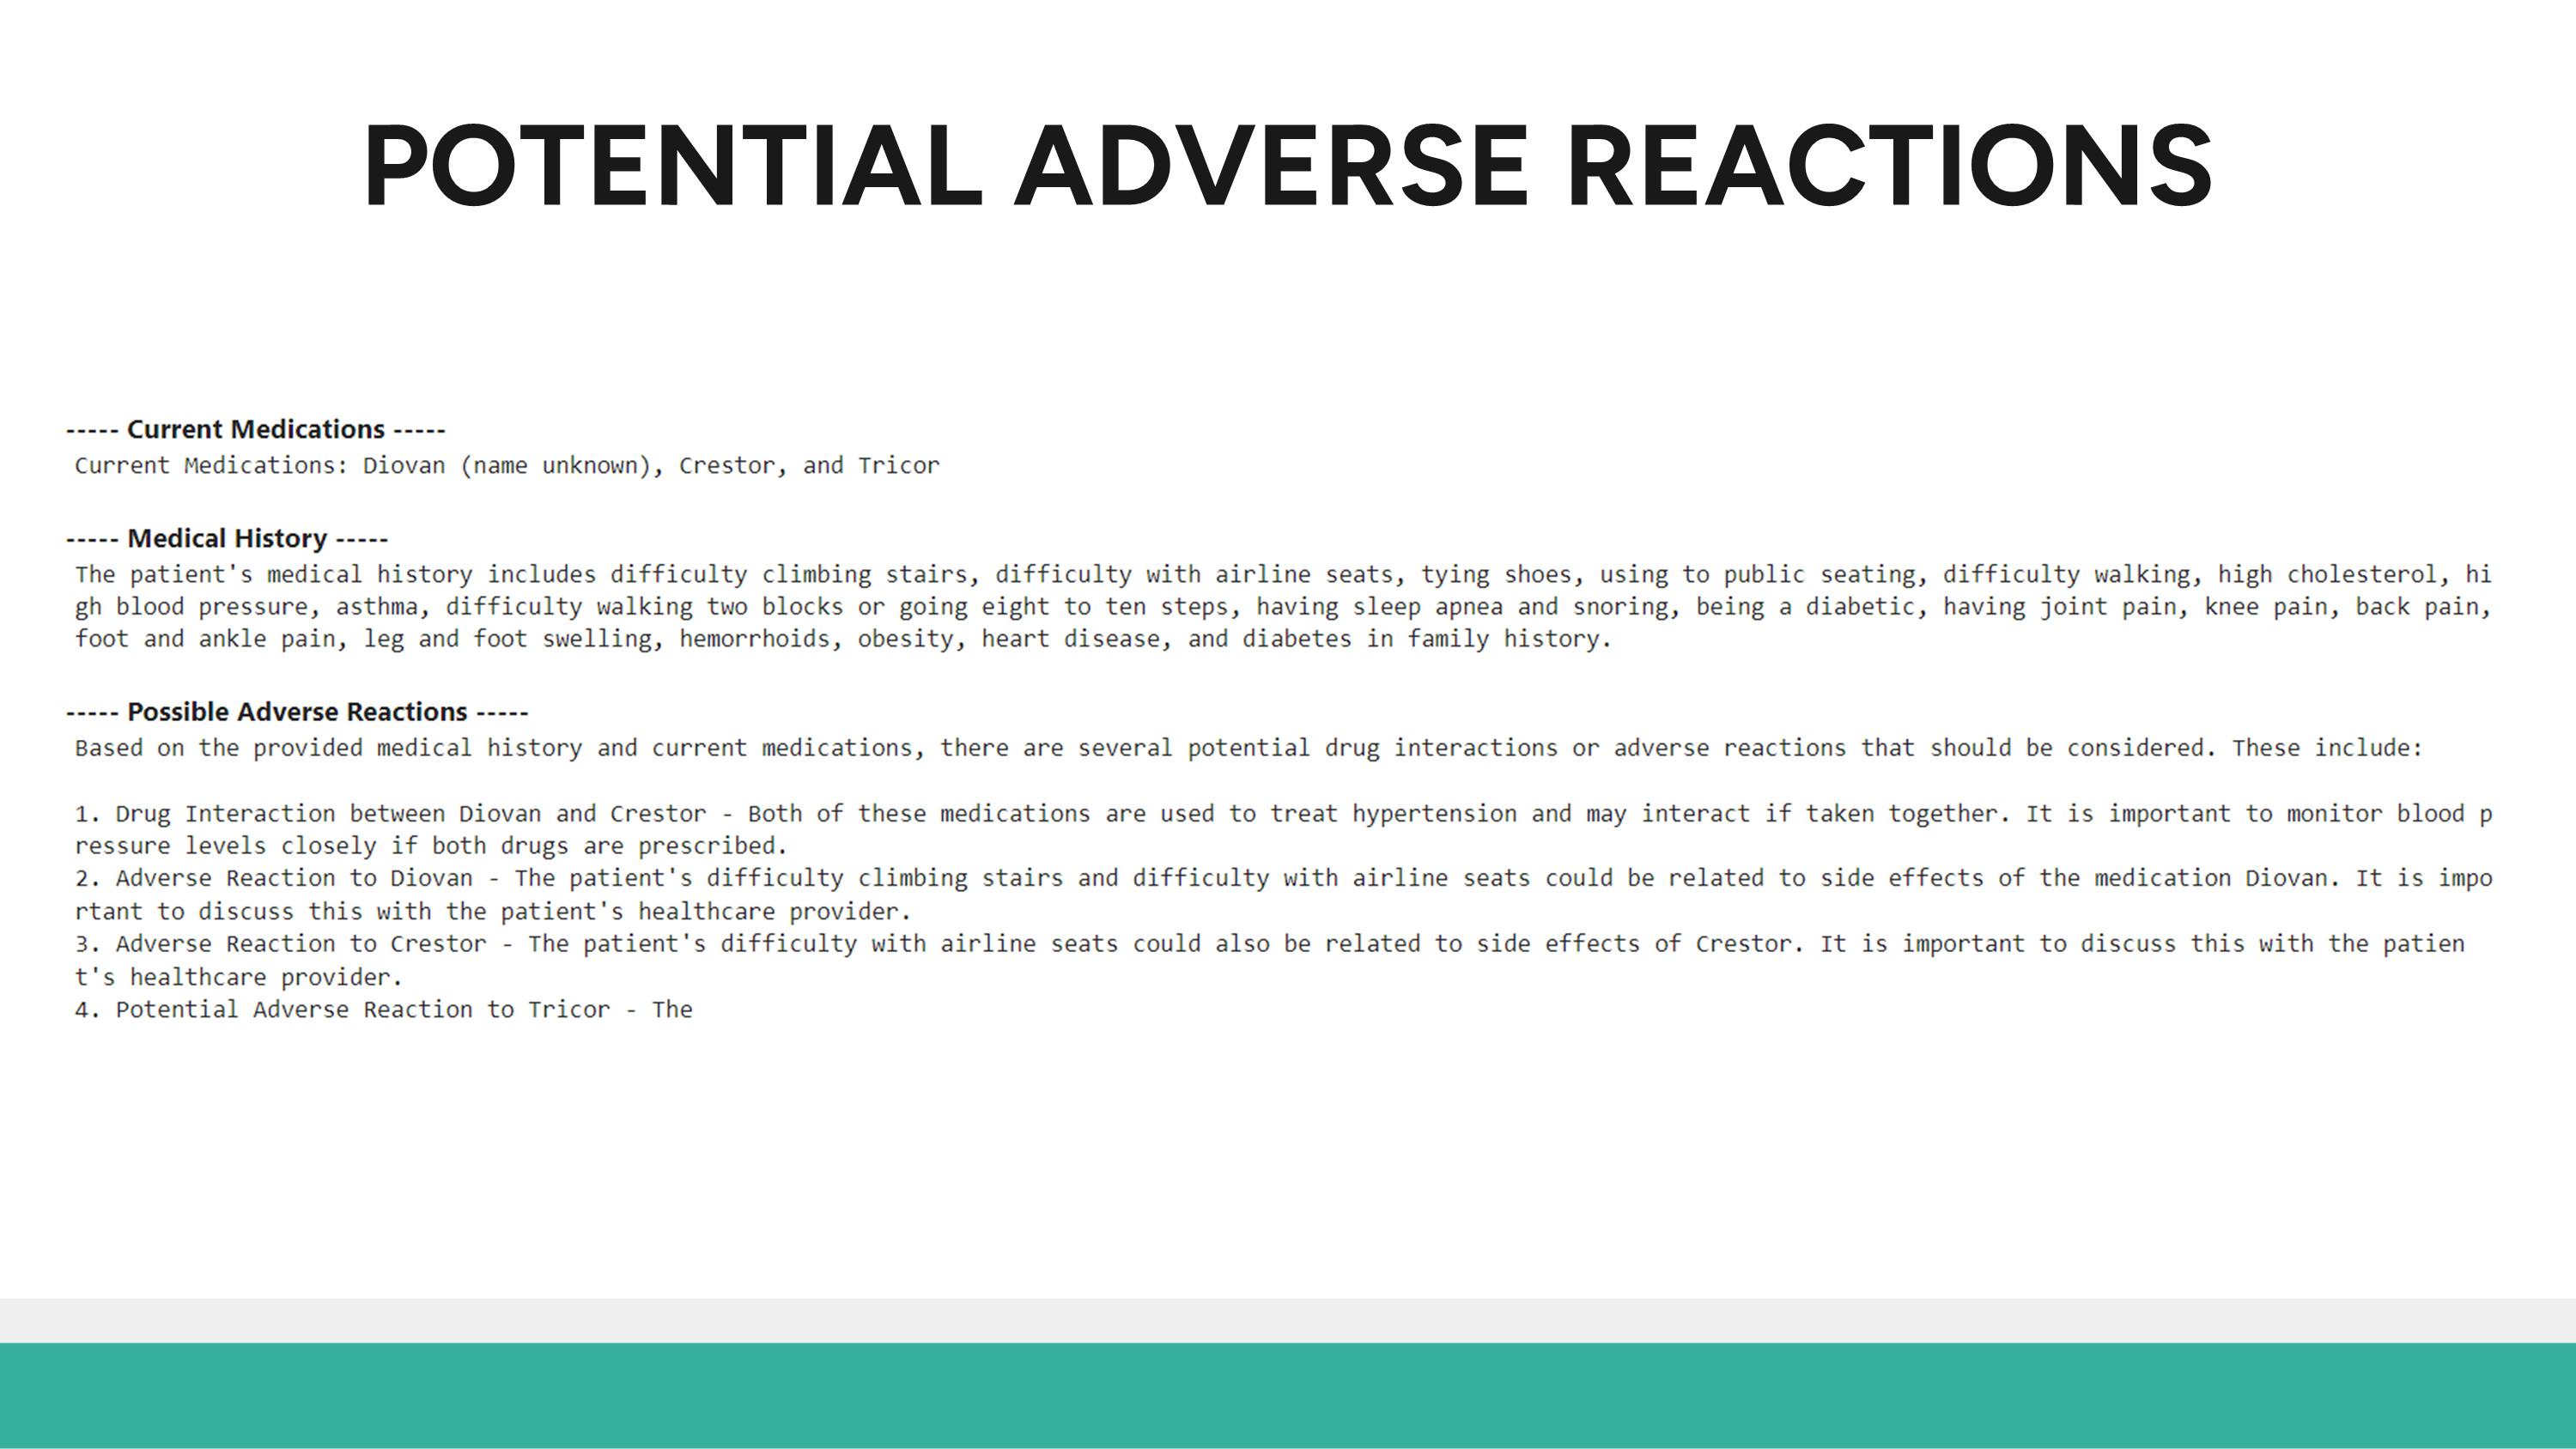 POTENTIAL ADVERSE REACTIONS
----- Current Medications -----
Current Medications: Diovan (name unknown), Crestor, and Tricor
----- Medical History -----
The patient's medical history includes difficulty climbing stairs, difficulty with airline seats, tying shoes, using to public seating, difficulty walking, high cholesterol, hi
gh blood pressure, asthma, difficulty walking two blocks or going eight to ten steps, having sleep apnea and snoring, being a diabetic, having joint pain, knee pain, back pain,
foot and ankle pain, leg and foot swelling, hemorrhoids, obesity, heart disease, and diabetes in family history.
----- Possible Adverse Reactions -----
Based on the provided medical history and current medications, there are several potential drug interactions or adverse reactions that should be considered. These include:
1. Drug Interaction between Diovan and Crestor - Both of these medications are used to treat hypertension and may interact if taken together. It is important to monitor blood p
ressure levels closely if both drugs are prescribed.
2. Adverse Reaction to Diovan - The patient's difficulty climbing stairs and difficulty with airline seats could be related to side effects of the medication Diovan. It is impo
rtant to discuss this with the patient's healthcare provider.
3. Adverse Reaction to Crestor - The patient's difficulty with airline seats could also be related to side effects of Crestor. It is important to discuss this with the patien
t's healthcare provider.
4. Potential Adverse Reaction to Tricor - The